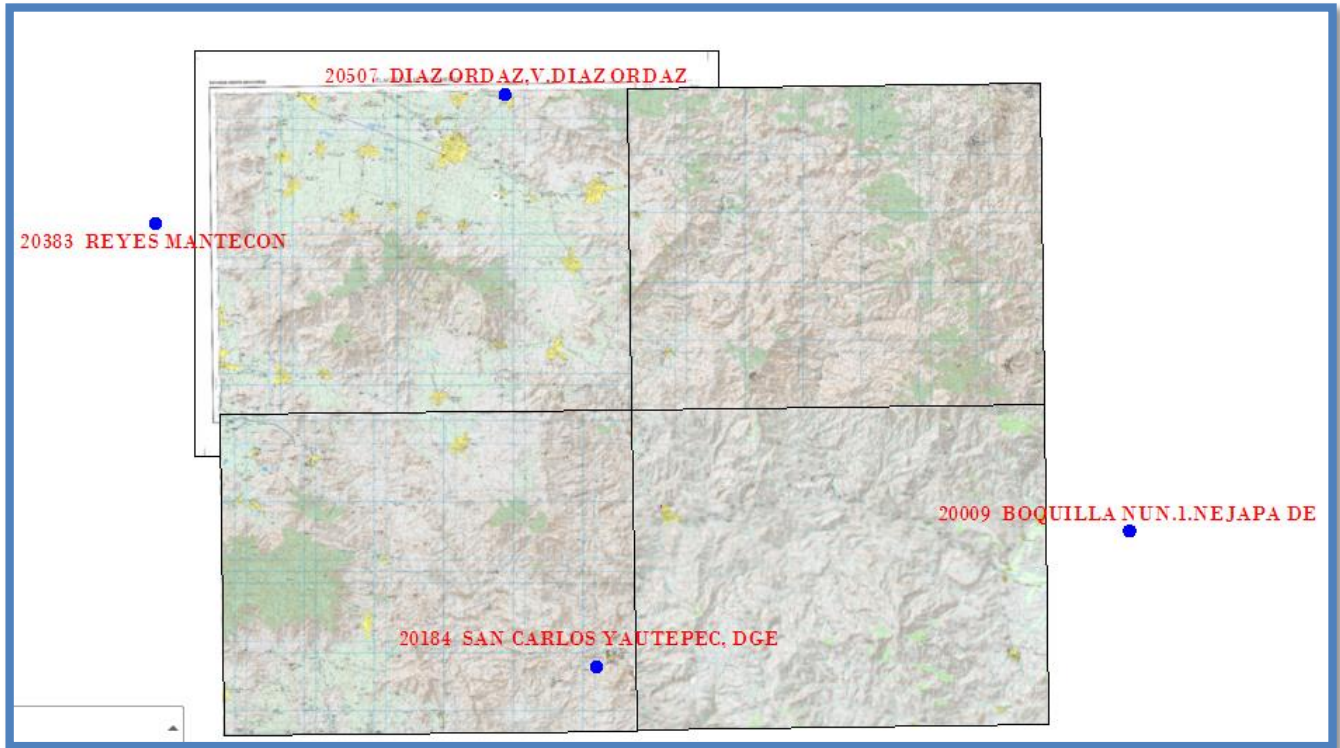 20507 DIAZ ORDAZ,V.DIAZ ORDAZ
20383 REYES MANTECON
20009 BOQUILLA NUN.1.NEJAPA DE
20184 SAN CARLOS YAUTEPEC, DGE